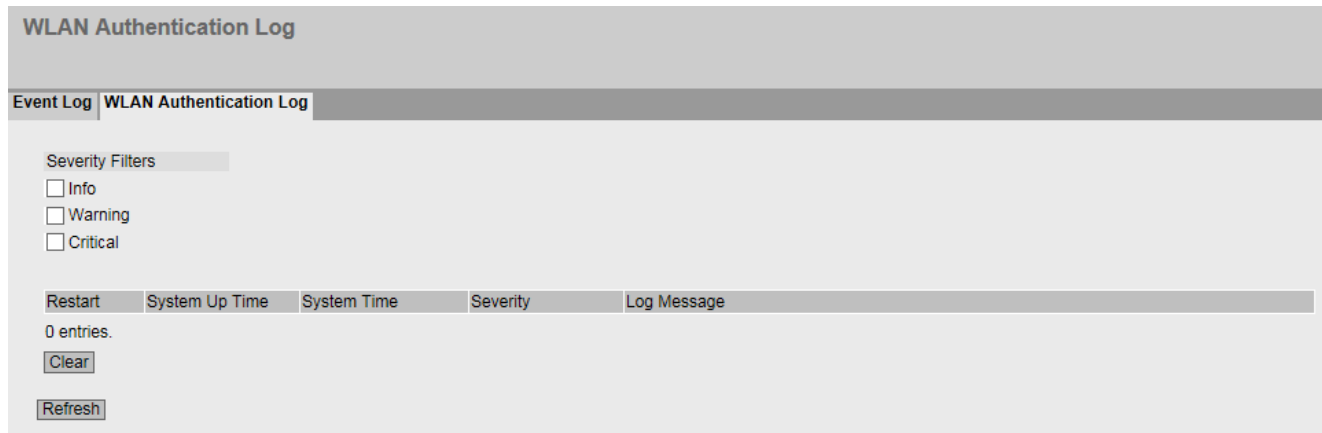 WLAN Authentication Log
Event Log WLAN Authentication Log
Severity Filters
Info
Warning
Critical
Restart System Up Time System Time Severity Log Message
0 entries.
Clear
Refresh